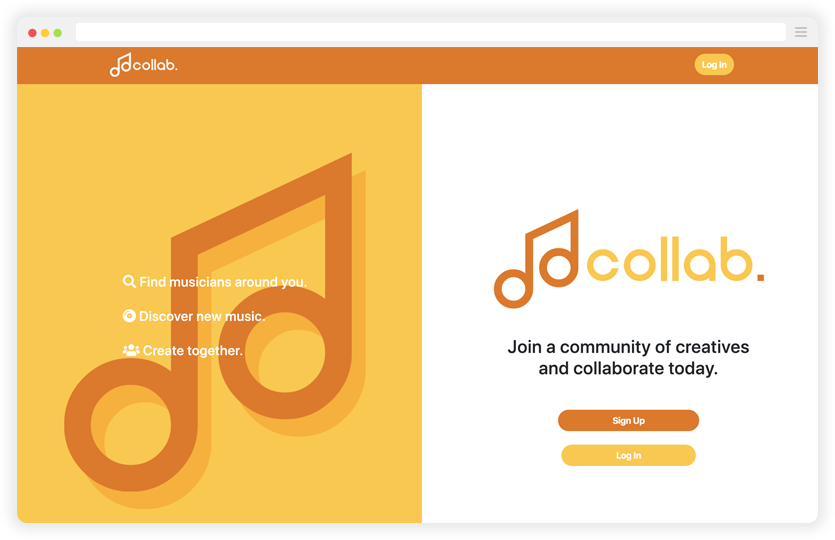 collab.
Log In
Find musicians around you.
Discover new music.
Create together.
collab.
Join a community of creatives
and collaborate today.
Sign Up
Log In